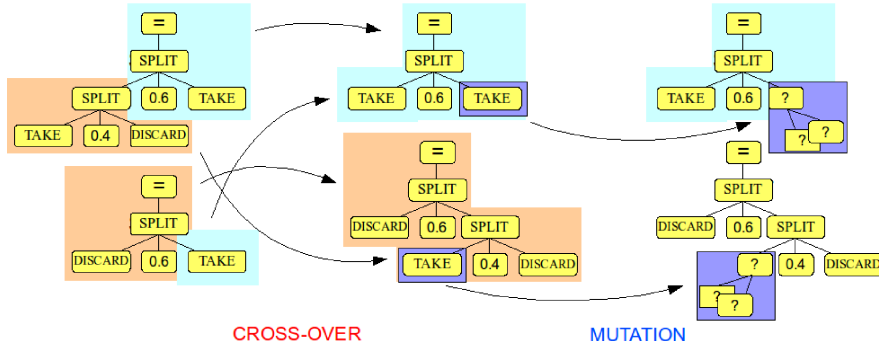 = = =
SPLIT SPLIT SPLIT
SPLIT 0.6 TAKE TAKE 0.6 TAKE TAKE 0.6 ?
TAKE 0.4 DISCARD ? ?
= = =
SPLIT SPLIT SPLIT
DISCARD 0.6 TAKE DISCARD 0.6 SPLIT DISCARD 0.6 SPLIT
TAKE 0.4 DISCARD ? 0.4 DISCARD
? ?
CROSS-OVER MUTATION